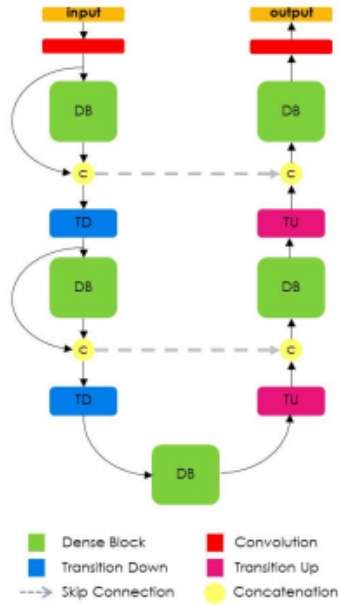 input
output
DB
DB
C
C
TD
TU
DB
DB
C
C
TD
TU
DB
Dense Block
Convolution
Transition Down
Transition Up
Skip Connection
Concatenation